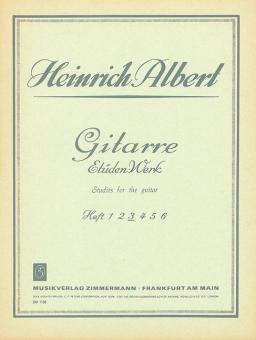 Heinrich Albert
Gitarre
Etüden-Werk
Studies for the guitar
Heft 1 2 3 4 5 6
MUSIKVERLAG ZIMMERMANN · FRANKFURT AM MAIN